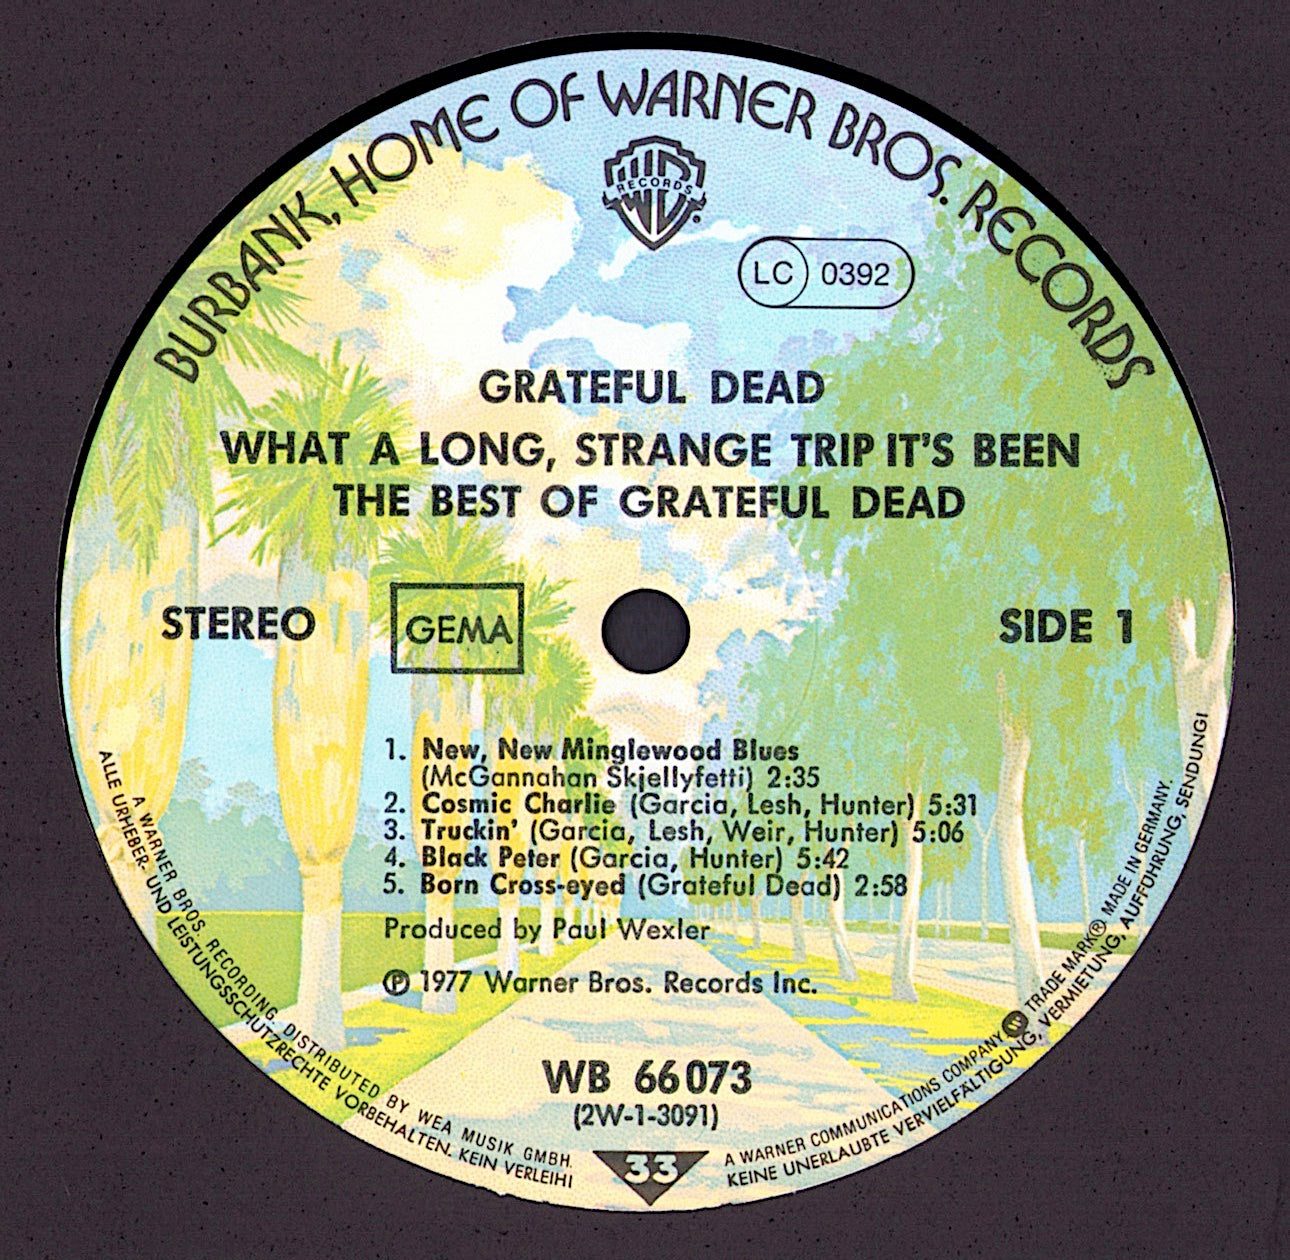 BURBANK, HOME OF WARNER BROS. RECORDS
WB
RECORDS
®
LC 0392
GRATEFUL DEAD
WHAT A LONG, STRANGE TRIP IT'S BEEN
THE BEST OF GRATEFUL DEAD
STEREO
GEMA
SIDE 1
1. New, New Minglewood Blues
(McGannahan Skjellyfetti) 2:35
2. Cosmic Charlie (Garcia, Lesh, Hunter) 5:31
3. Truckin' (Garcia, Lesh, Weir, Hunter) 5:06
4. Black Peter (Garcia, Hunter) 5:42
5. Born Cross-eyed (Grateful Dead) 2:58
Produced by Paul Wexler
℗ 1977 Warner Bros. Records Inc.
WB 66073
(2W-1-3091)
33
A WARNER BROS. RECORDING, DISTRIBUTED BY WEA MUSIK GMBH.
A WARNER COMMUNICATIONS COMPANY TRADE MARK® MADE IN GERMANY.
ALLE URHEBER- UND LEISTUNGSSCHUTZRECHTE VORBEHALTEN. KEIN VERLEIH!
KEINE UNERLAUBTE VERVIELFÄLTIGUNG, VERMIETUNG, AUFFÜHRUNG, SENDUNG!